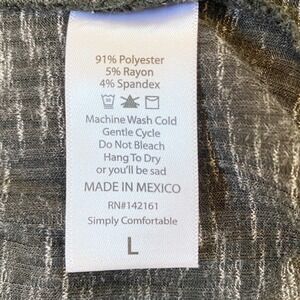 91% Polyester
5% Rayon
4% Spandex
Machine Wash Cold
Gentle Cycle
Do Not Bleach
Hang To Dry
or you'll be sad
MADE IN MEXICO
RN#142161
Simply Comfortable
L